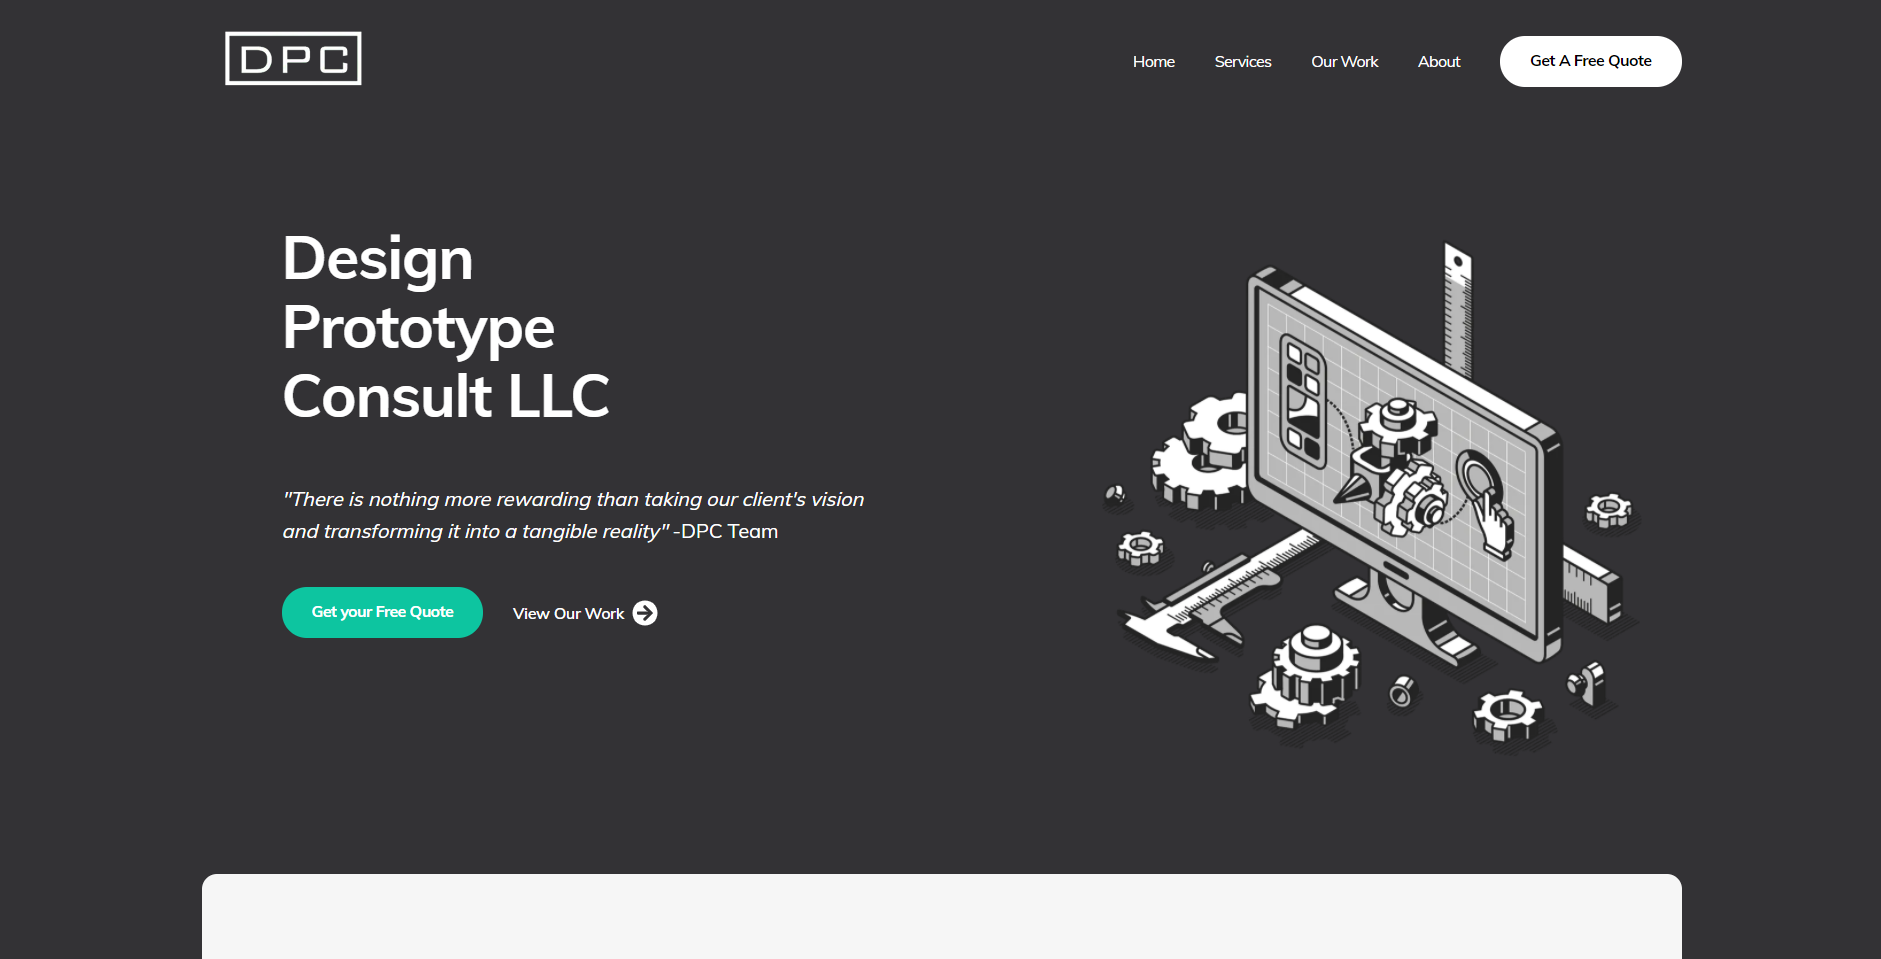 DPC
Home
Services
Our Work
About
Get A Free Quote
Design
Prototype
Consult LLC
"There is nothing more rewarding than taking our client's vision
and transforming it into a tangible reality" -DPC Team
Get your Free Quote
View Our Work